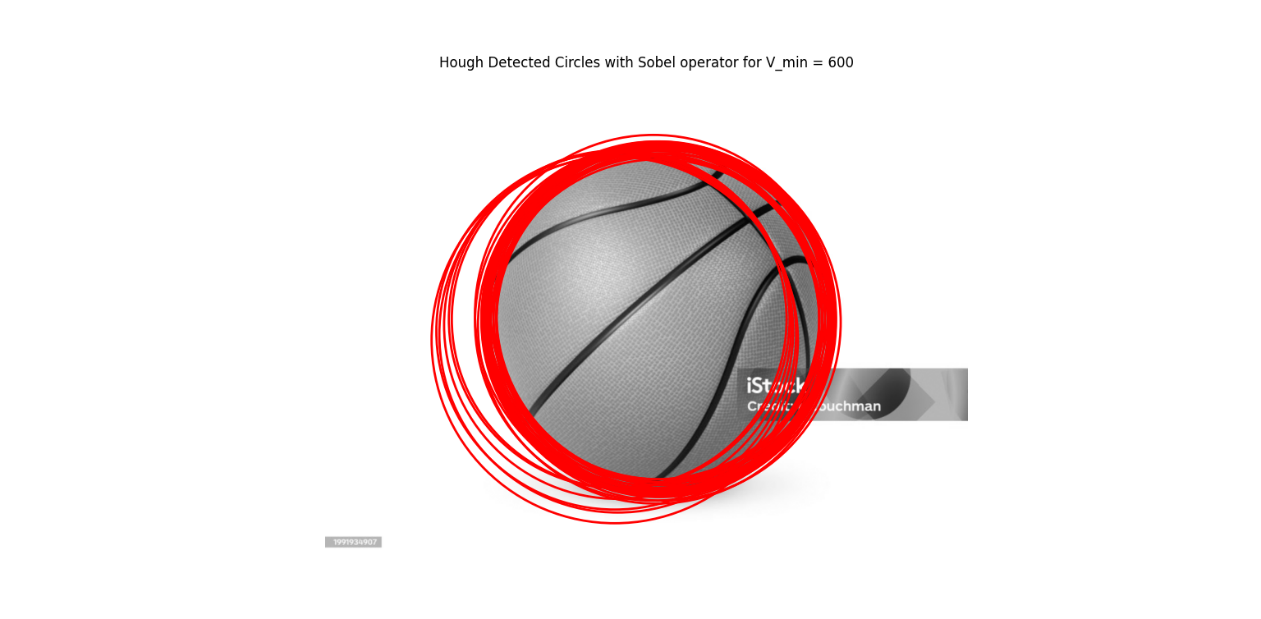 Hough Detected Circles with Sobel operator for V_min = 600
iStock
1991934907